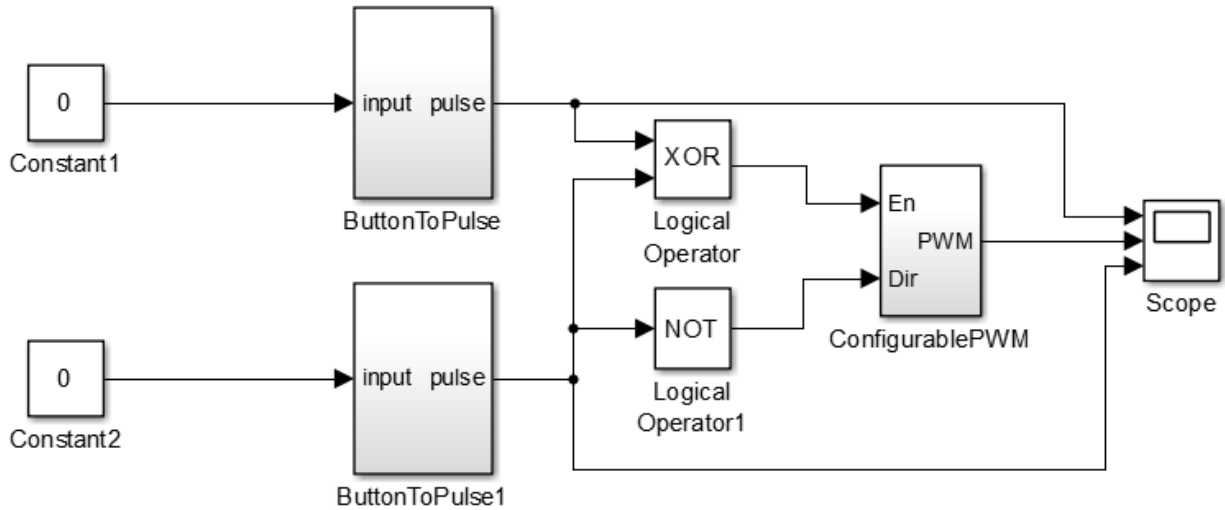 0
Constant1
input pulse
ButtonToPulse
XOR
Logical
Operator
En
PWM
Dir
ConfigurablePWM
Scope
0
Constant2
input pulse
ButtonToPulse1
NOT
Logical
Operator1